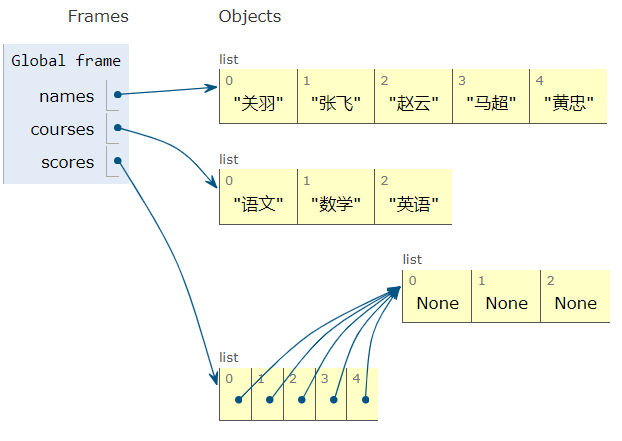 Frames Objects
Global frame
names
courses
scores
list
0 1 2 3 4
"关羽" "张飞" "赵云" "马超" "黄忠"
list
0 1 2
"语文" "数学" "英语"
list
0 1 2
None None None
list
0 1 2 3 4